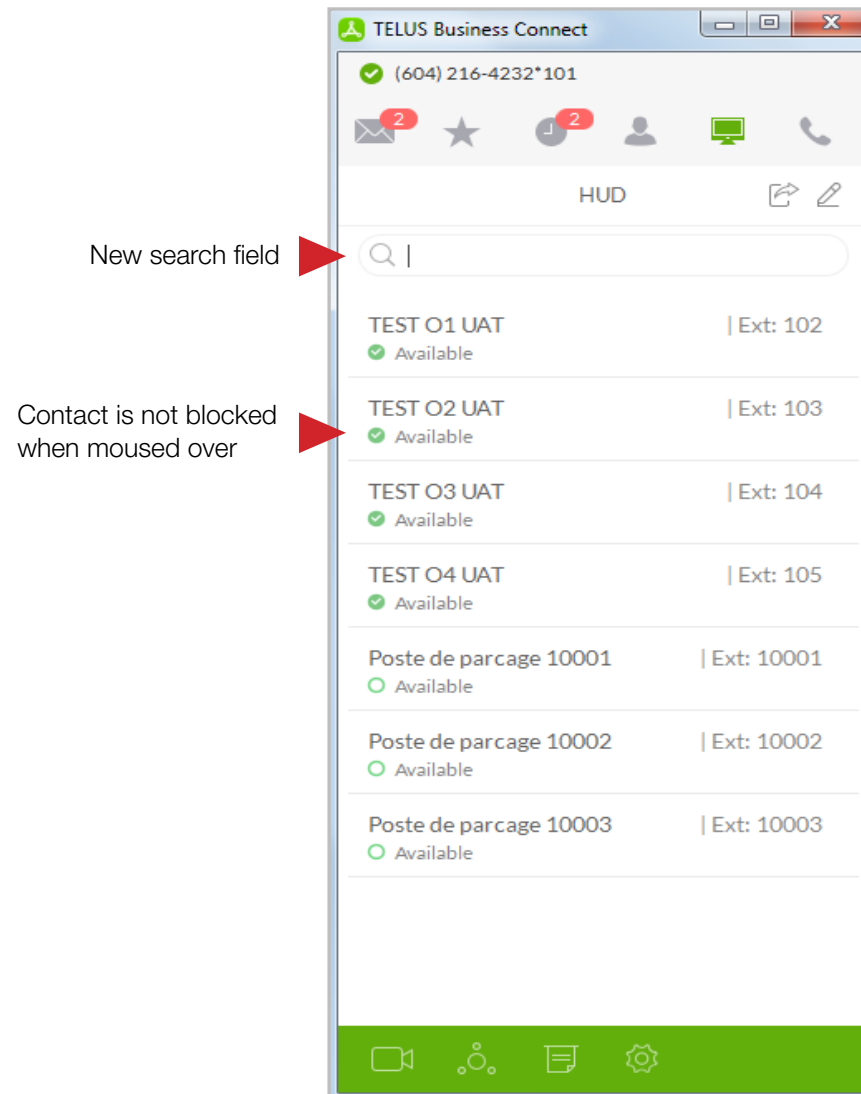 TELUS Business Connect
(604) 216-4232*101
2
2
HUD
New search field
TEST O1 UAT | Ext: 102
Available
Contact is not blocked
when moused over
TEST O2 UAT | Ext: 103
Available
TEST O3 UAT | Ext: 104
Available
TEST O4 UAT | Ext: 105
Available
Poste de parcage 10001 | Ext: 10001
Available
Poste de parcage 10002 | Ext: 10002
Available
Poste de parcage 10003 | Ext: 10003
Available